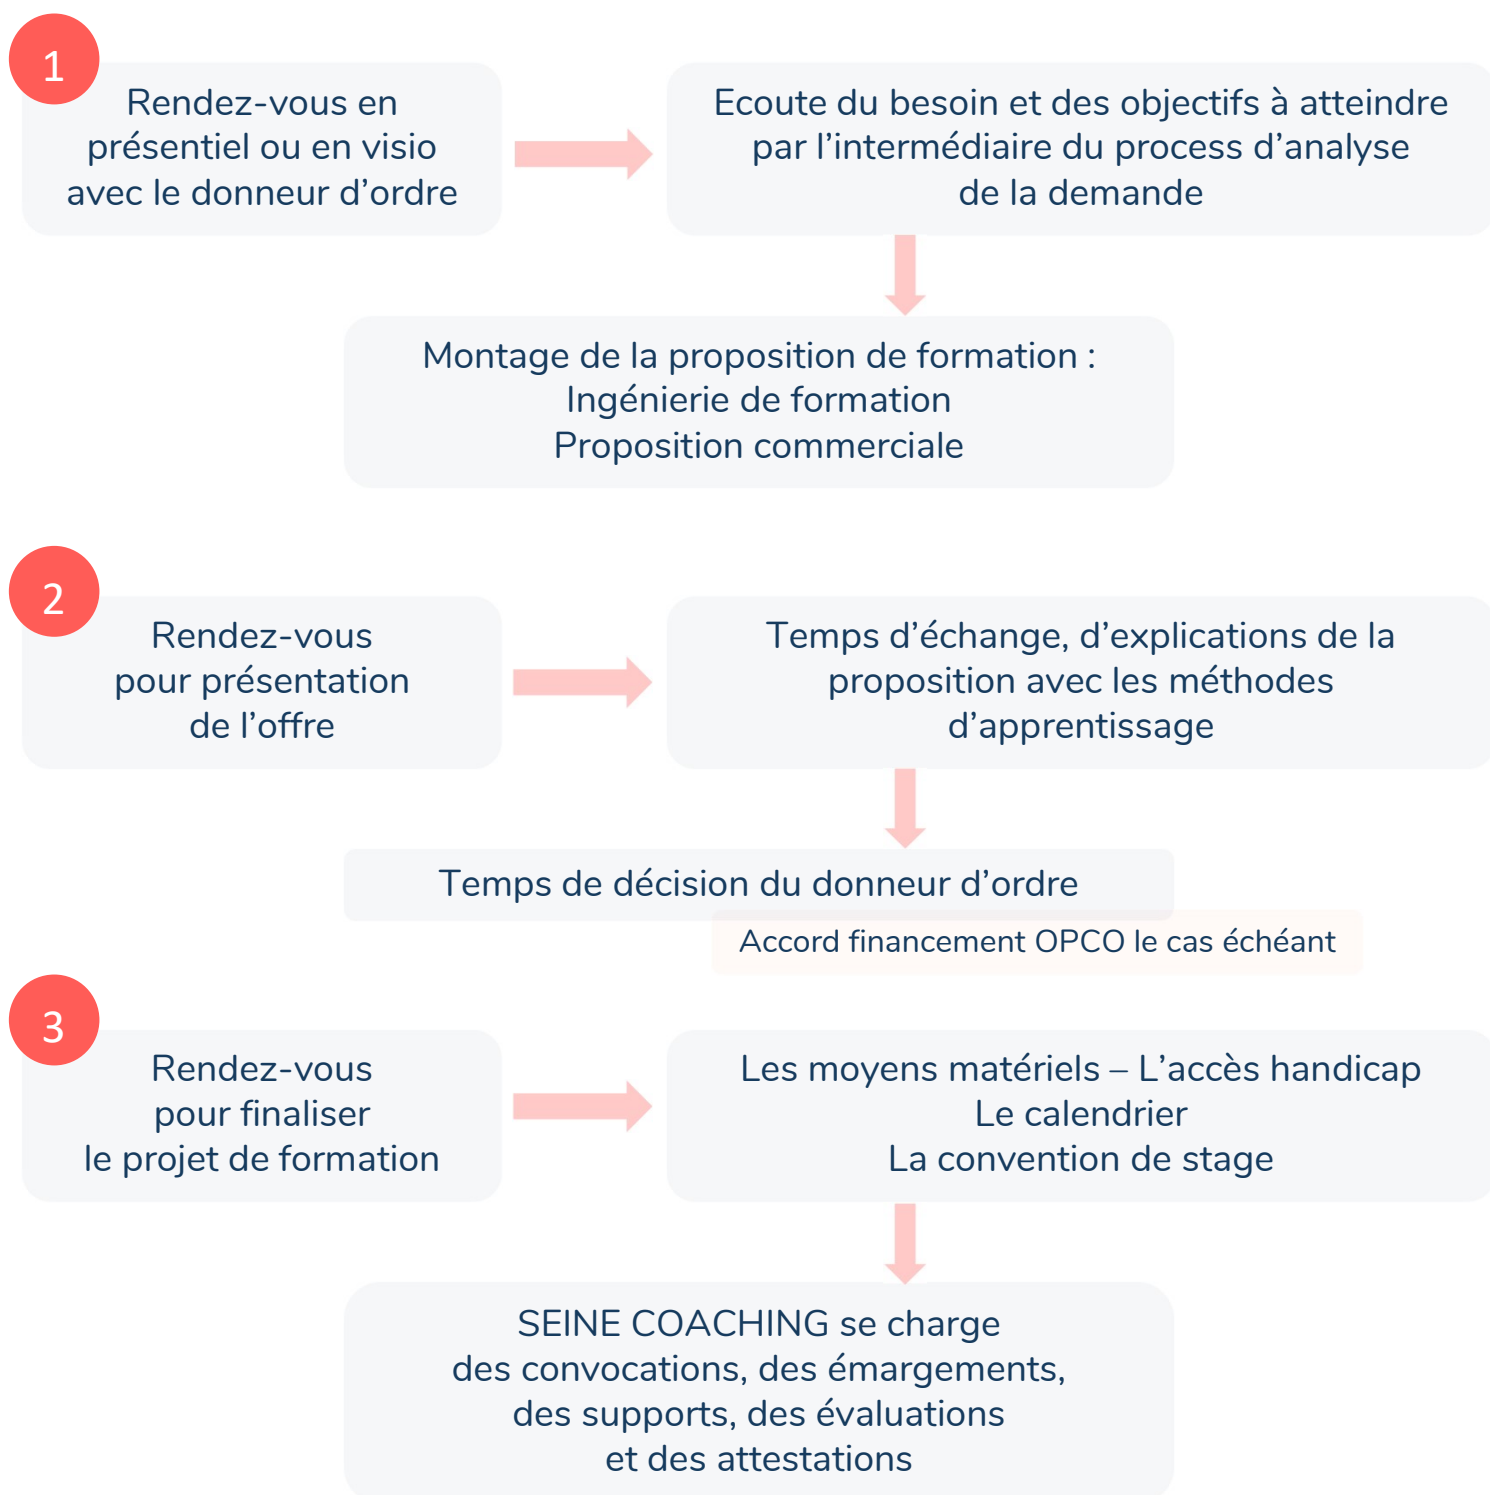 1
Rendez-vous en
présentiel ou en visio
avec le donneur d’ordre
Ecoute du besoin et des objectifs à atteindre
par l’intermédiaire du process d’analyse
de la demande
Montage de la proposition de formation :
Ingénierie de formation
Proposition commerciale
2
Rendez-vous
pour présentation
de l’offre
Temps d’échange, d’explications de la
proposition avec les méthodes
d’apprentissage
Temps de décision du donneur d’ordre
Accord financement OPCO le cas échéant
3
Rendez-vous
pour finaliser
le projet de formation
Les moyens matériels – L’accès handicap
Le calendrier
La convention de stage
SEINE COACHING se charge
des convocations, des émargements,
des supports, des évaluations
et des attestations